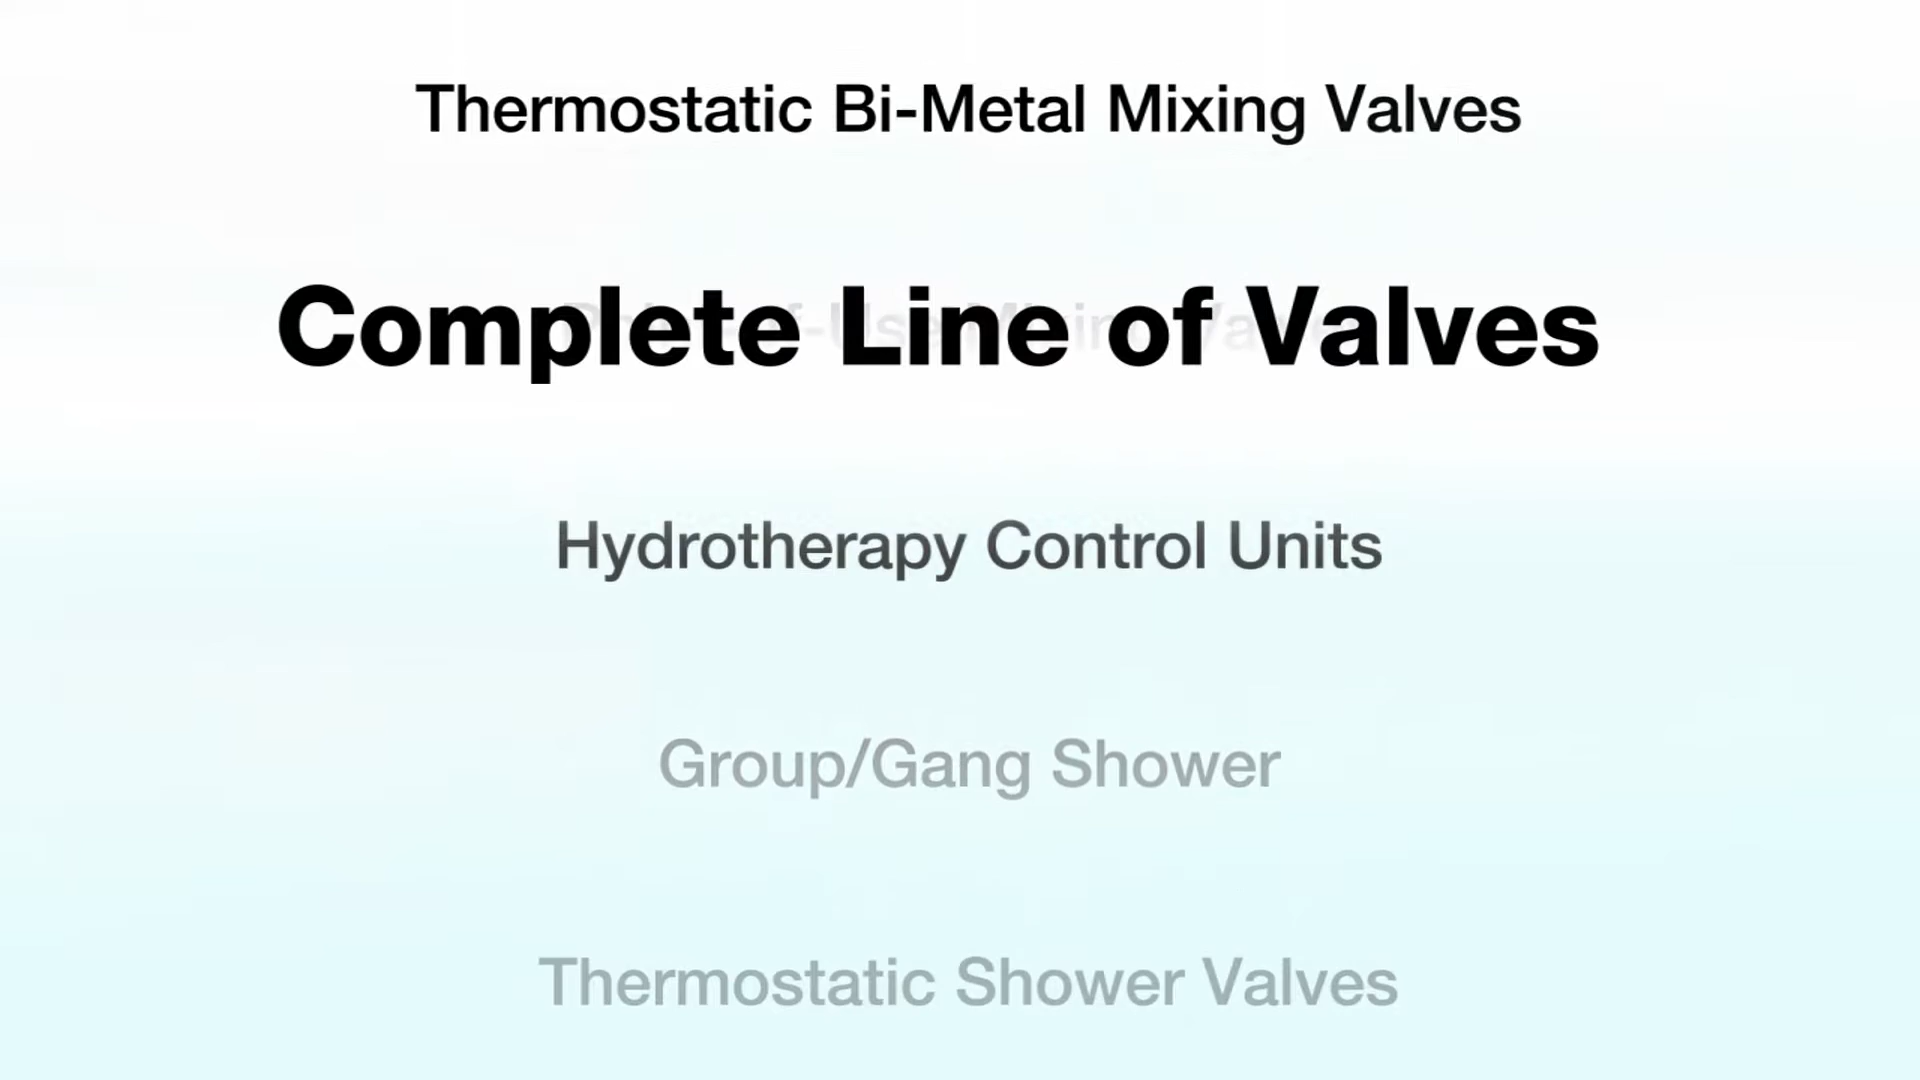 Thermostatic Bi-Metal Mixing Valves
Complete Line of Valves
Hydrotherapy Control Units
Group/Gang Shower
Thermostatic Shower Valves